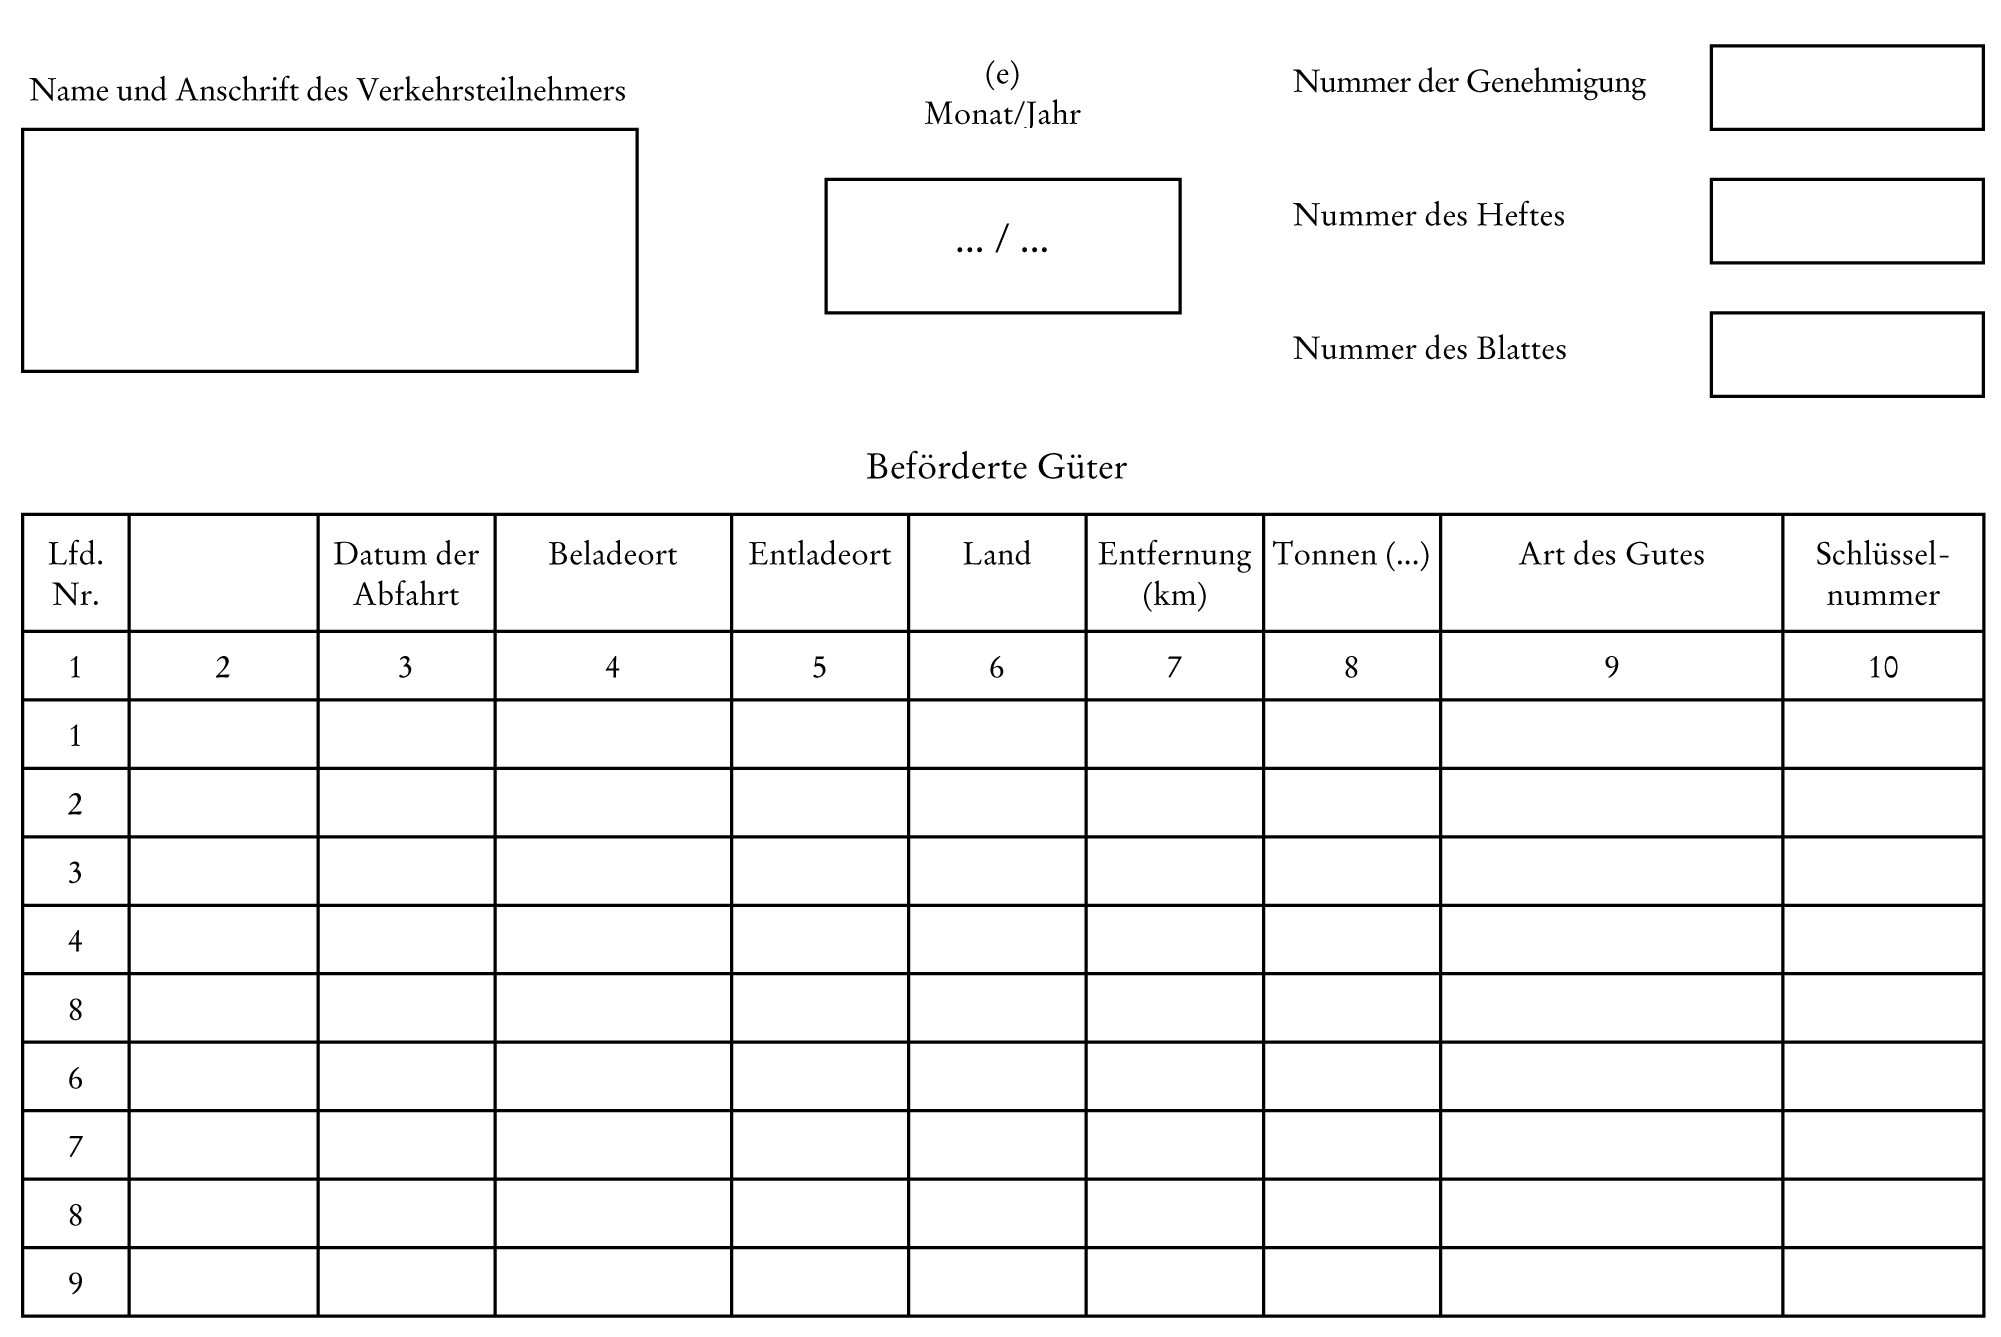 Name und Anschrift des Verkehrsteilnehmers
(e)
Monat/Jahr
... / ...
Nummer der Genehmigung
Nummer des Heftes
Nummer des Blattes
Beförderte Güter
Lfd. Nr. Datum der Abfahrt Beladeort Entladeort Land Entfernung (km) Tonnen (...) Art des Gutes Schlüssel-nummer
1 2 3 4 5 6 7 8 9 10
1
2
3
4
8
6
7
8
9